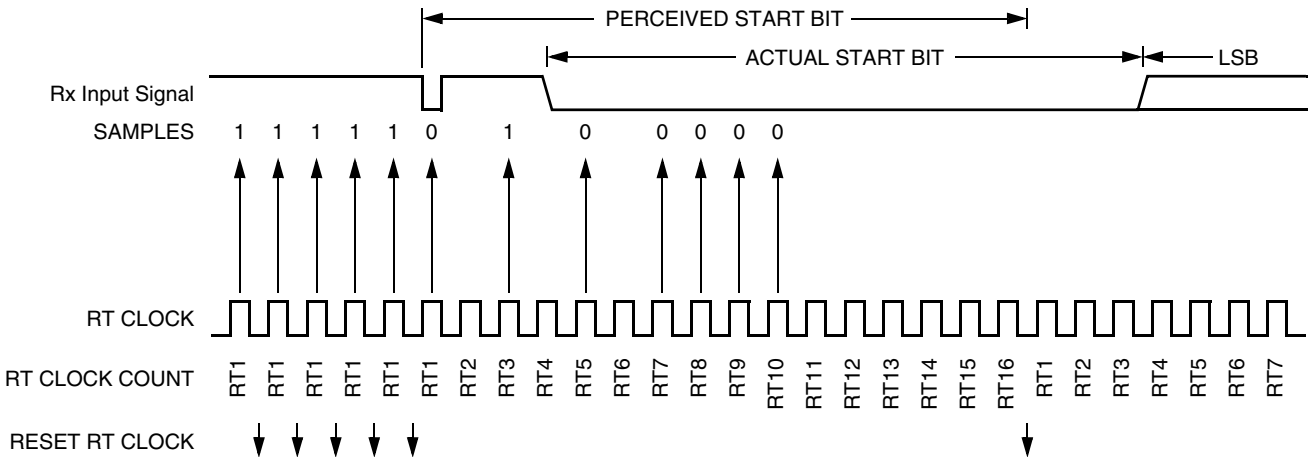 PERCEIVED START BIT
ACTUAL START BIT LSB
Rx Input Signal
SAMPLES 1 1 1 1 1 0 1 0 0 0 0 0
RT CLOCK
RT CLOCK COUNT RT1 RT1 RT1 RT1 RT1 RT1 RT2 RT3 RT4 RT5 RT6 RT7 RT8 RT9 RT10 RT11 RT12 RT13 RT14 RT15 RT16 RT1 RT2 RT3 RT4 RT5 RT6 RT7
RESET RT CLOCK